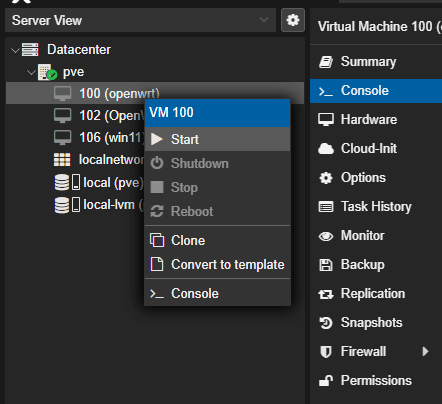 Server View
Virtual Machine 100 (
Datacenter
pve
100 (openwrt)
102 (Open
106 (win11)
localnetwor
local (pve)
local-lvm (
VM 100
Start
Shutdown
Stop
Reboot
Clone
Convert to template
Console
Summary
Console
Hardware
Cloud-Init
Options
Task History
Monitor
Backup
Replication
Snapshots
Firewall
Permissions